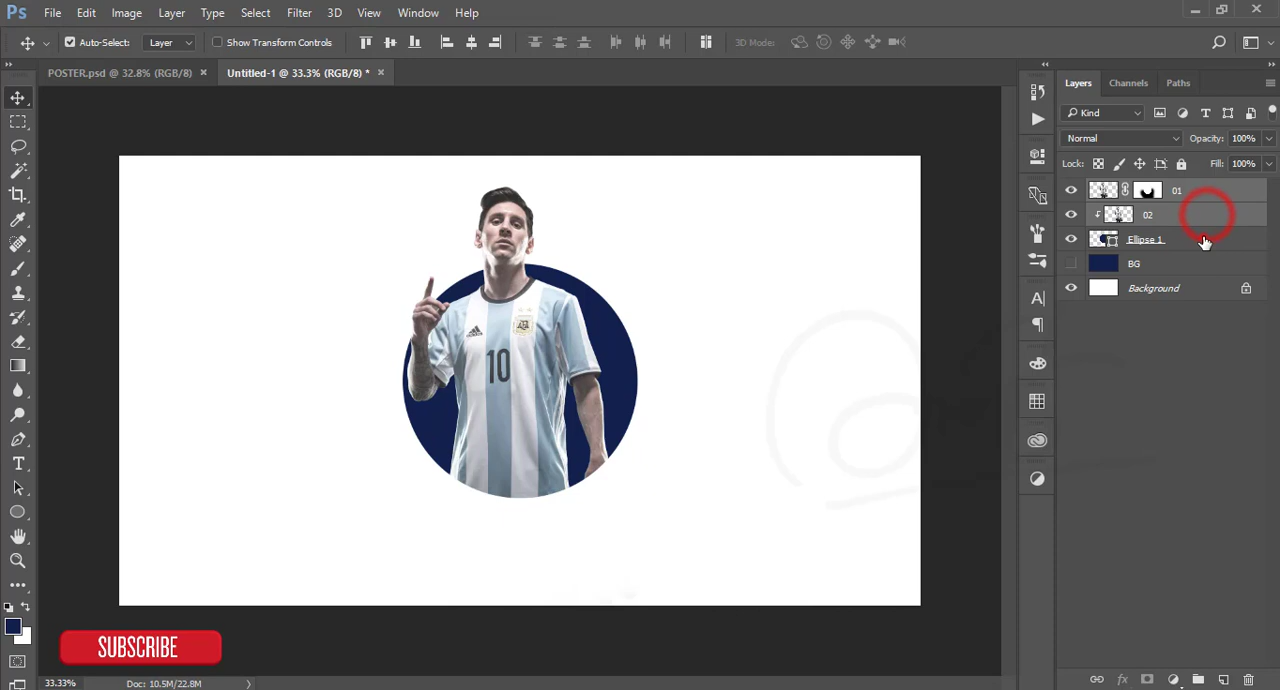 Ps File Edit Image Layer Type Select Filter 3D View Window Help
Auto-Select: Layer Show Transform Controls 3D Mode:
POSTER.psd @ 32.8% (RGB/8) × Untitled-1 @ 33.3% (RGB/8) * ×
Layers Channels Paths
Kind
Normal Opacity: 100%
Lock: Fill: 100%
01
02
Ellipse 1
BG
Background
10
SUBSCRIBE
33.33% Doc: 10.5M/22.8M